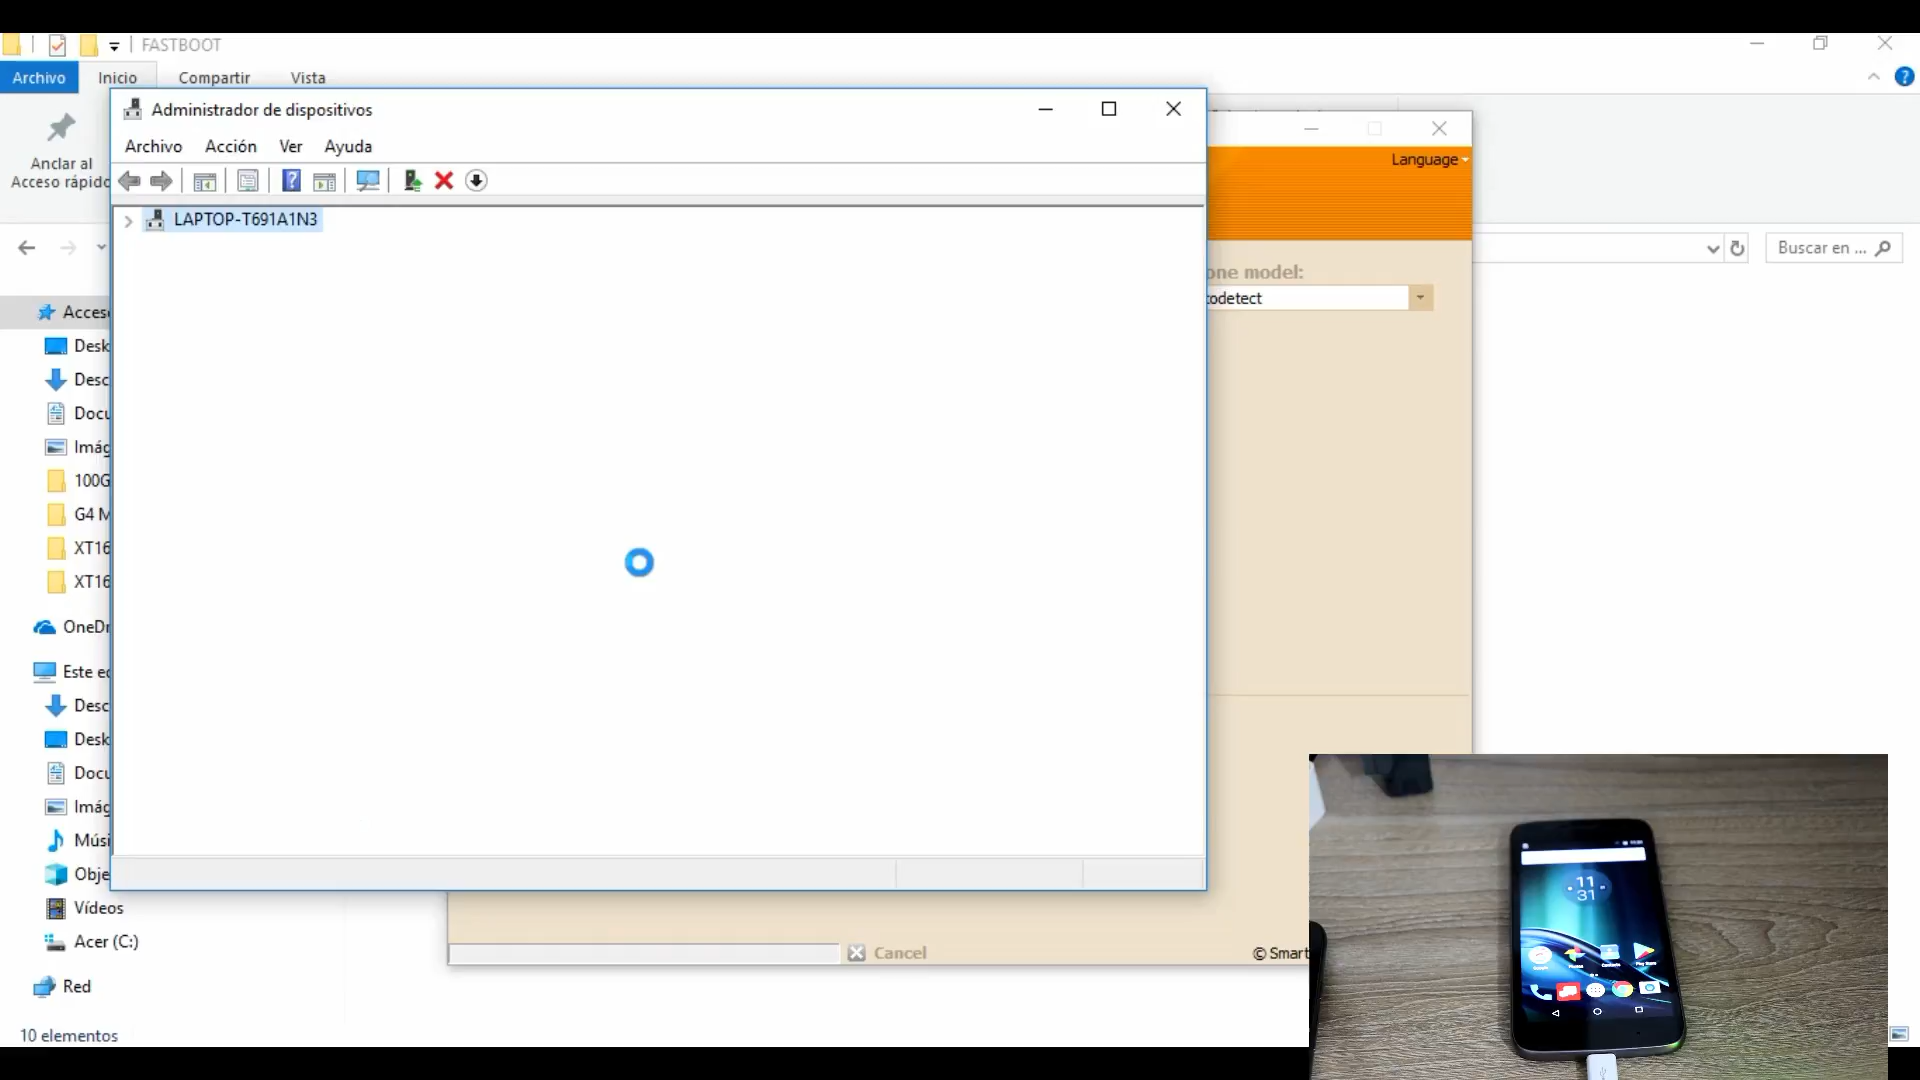 FASTBOOT
Archivo Inicio Compartir Vista
Anclar al
Acceso rápido
Administrador de dispositivos
Archivo Acción Ver Ayuda
LAPTOP-T691A1N3
Language
one model:
todetect
Buscar en ...
Acces
Desk
Desc
Docu
Imág
100G
G4 M
XT16
XT16
OneDr
Este eq
Desc
Desk
Docu
Imág
Músi
Obje
Vídeos
Acer (C:)
Red
Cancel
© Smart
10 elementos
11
31